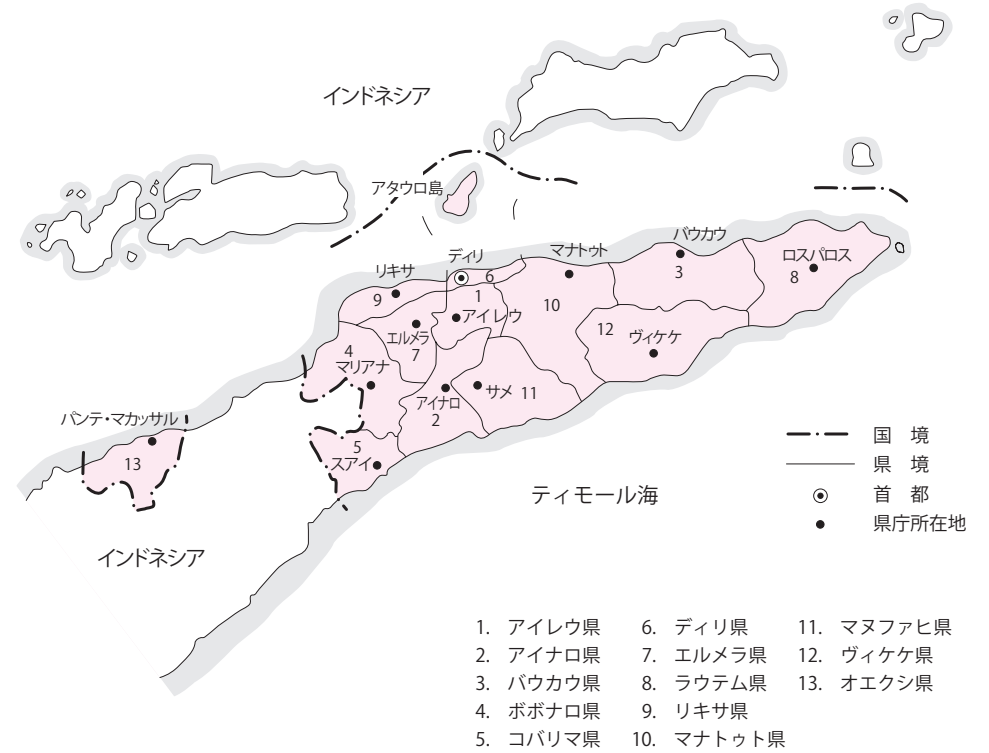 インドネシア
アタウロ島
ディリ
マナトゥト
バウカウ
リキサ
ロスパロス
6
3
8
9
1
10
アイレウ
エルメラ
7
12
ヴィケケ
4
マリアナ
アイナロ
2
サメ 11
パンテ・マカッサル
13
5
スアイ
インドネシア
ティモール海
国　境
県　境
首　都
県庁所在地
1. アイレウ県
2. アイナロ県
3. バウカウ県
4. ボボナロ県
5. コバリマ県
6. ディリ県
7. エルメラ県
8. ラウテム県
9. リキサ県
10. マナトゥト県
11. マヌファヒ県
12. ヴィケケ県
13. オエクシ県